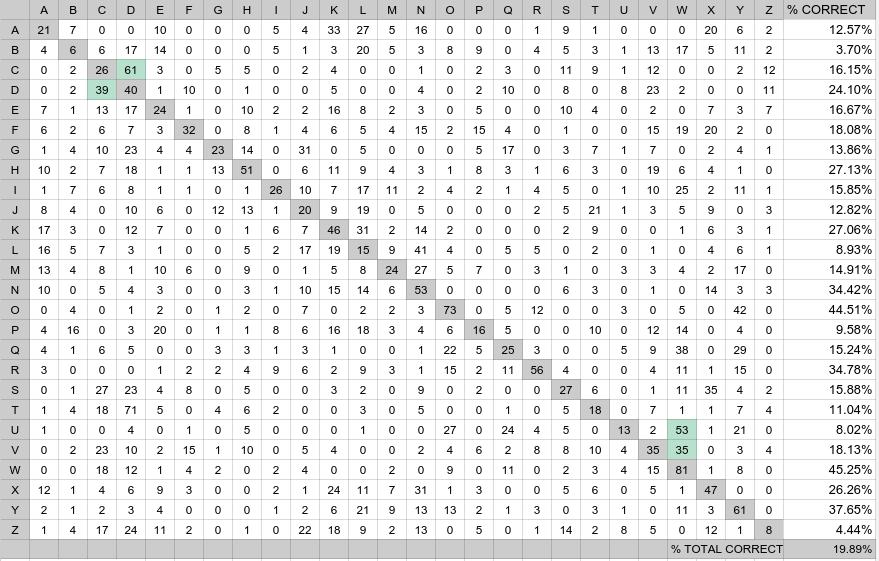 A B C D E F G H I J K L M N O P Q R S T U V W X Y Z % CORRECT
A 21 7 0 0 10 0 0 0 5 4 33 27 5 16 0 0 0 1 9 1 0 0 0 20 6 2 12.57%
B 4 6 6 17 14 0 0 0 5 1 3 20 5 3 8 9 0 4 5 3 1 13 17 5 11 2 3.70%
C 0 2 26 61 3 0 5 5 0 2 4 0 0 1 0 2 3 0 11 9 1 12 0 0 2 12 16.15%
D 0 2 39 40 1 10 0 1 0 0 5 0 0 4 0 2 10 0 8 0 8 23 2 0 0 11 24.10%
E 7 1 13 17 24 1 0 10 2 2 16 8 2 3 0 5 0 0 10 4 0 2 0 7 3 7 16.67%
F 6 2 6 7 3 32 0 8 1 4 6 5 4 15 2 15 4 0 1 0 0 15 19 20 2 0 18.08%
G 1 4 10 23 4 4 23 14 0 31 0 5 0 0 0 5 17 0 3 7 1 7 0 2 4 1 13.86%
H 10 2 7 18 1 1 13 51 0 6 11 9 4 3 1 8 3 1 6 3 0 19 6 4 1 0 27.13%
I 1 7 6 8 1 1 0 1 26 10 7 17 11 2 4 2 1 4 5 0 1 10 25 2 11 1 15.85%
J 8 4 0 10 6 0 12 13 1 20 9 19 0 5 0 0 0 2 5 21 1 3 5 9 0 3 12.82%
K 17 3 0 12 7 0 0 1 6 7 46 31 2 14 2 0 0 0 2 9 0 0 1 6 3 1 27.06%
L 16 5 7 3 1 0 0 5 2 17 19 15 9 41 4 0 5 5 0 2 0 1 0 4 6 1 8.93%
M 13 4 8 1 10 6 0 9 0 1 5 8 24 27 5 7 0 3 1 0 3 3 4 2 17 0 14.91%
N 10 0 5 4 3 0 0 3 1 10 15 14 6 53 0 0 0 0 6 3 0 1 0 14 3 3 34.42%
O 0 4 0 1 2 0 1 2 0 7 0 2 2 3 73 0 5 12 0 0 3 0 5 0 42 0 44.51%
P 4 16 0 3 20 0 1 1 8 6 16 18 3 4 6 16 5 0 0 10 0 12 14 0 4 0 9.58%
Q 4 1 6 5 0 0 3 3 1 3 1 0 0 1 22 5 25 3 0 0 5 9 38 0 29 0 15.24%
R 3 0 0 0 1 2 2 4 9 6 2 9 3 1 15 2 11 56 4 0 0 4 11 1 15 0 34.78%
S 0 0 1 27 23 4 8 0 5 0 0 3 2 0 9 0 2 0 0 27 6 0 1 11 35 4 2 15.88%
T 1 4 18 71 5 0 4 6 2 0 0 3 0 5 0 0 1 0 5 18 0 7 1 1 7 4 11.04%
U 1 0 0 4 0 1 0 5 0 0 0 0 1 0 27 0 24 4 5 0 13 2 53 1 21 0 8.02%
V 0 2 23 10 2 15 1 10 0 5 4 0 0 2 4 6 2 8 8 10 4 35 35 0 3 4 18.13%
W 0 0 18 12 1 4 2 0 2 4 0 0 2 0 9 0 11 0 2 3 4 15 81 1 8 0 45.25%
X 12 1 4 6 9 3 0 0 2 1 24 11 7 31 1 3 0 0 5 6 0 5 1 47 0 0 26.26%
Y 2 1 2 3 4 0 0 0 1 2 6 21 9 13 13 2 1 3 0 3 1 0 11 3 61 0 37.65%
Z 1 4 17 24 11 2 0 1 0 22 18 9 2 13 0 5 0 1 14 2 8 5 0 12 1 8 4.44%
% TOTAL CORRECT 19.89%